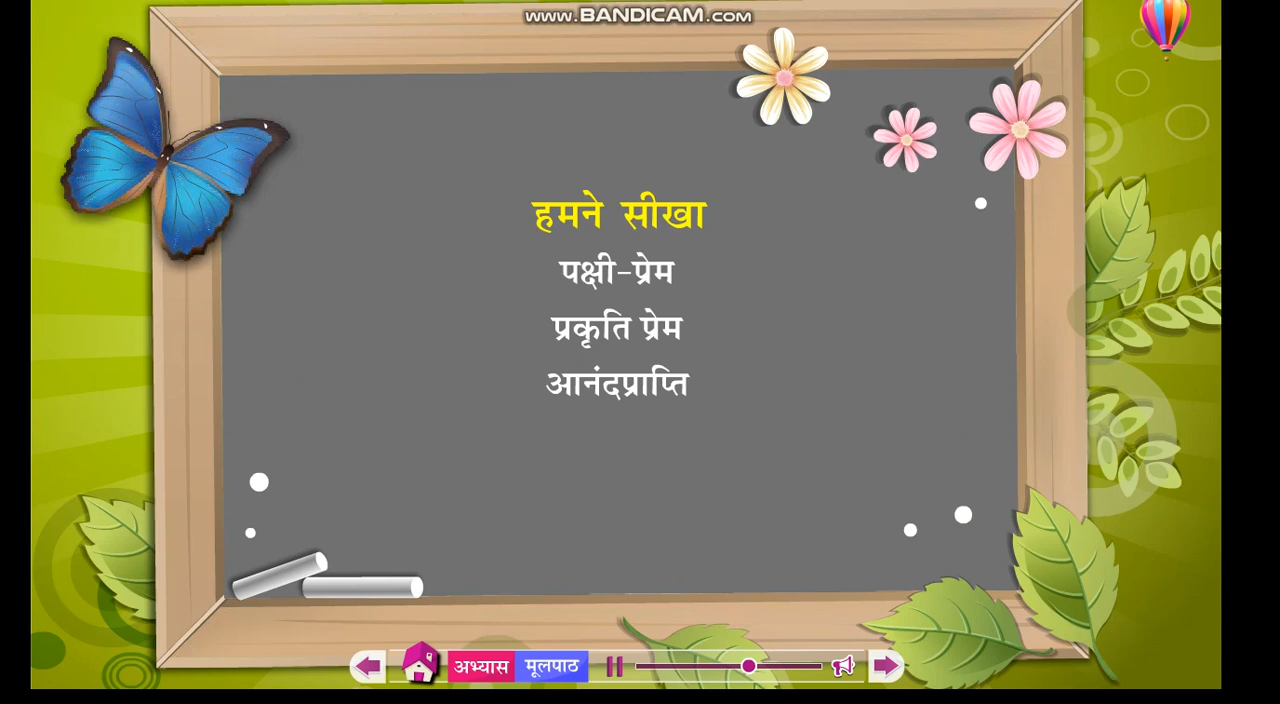 www.BANDICAM.com
हमने सीखा
पक्षी-प्रेम
प्रकृति प्रेम
आनंदप्राप्ति
अभ्यास मूलपाठ